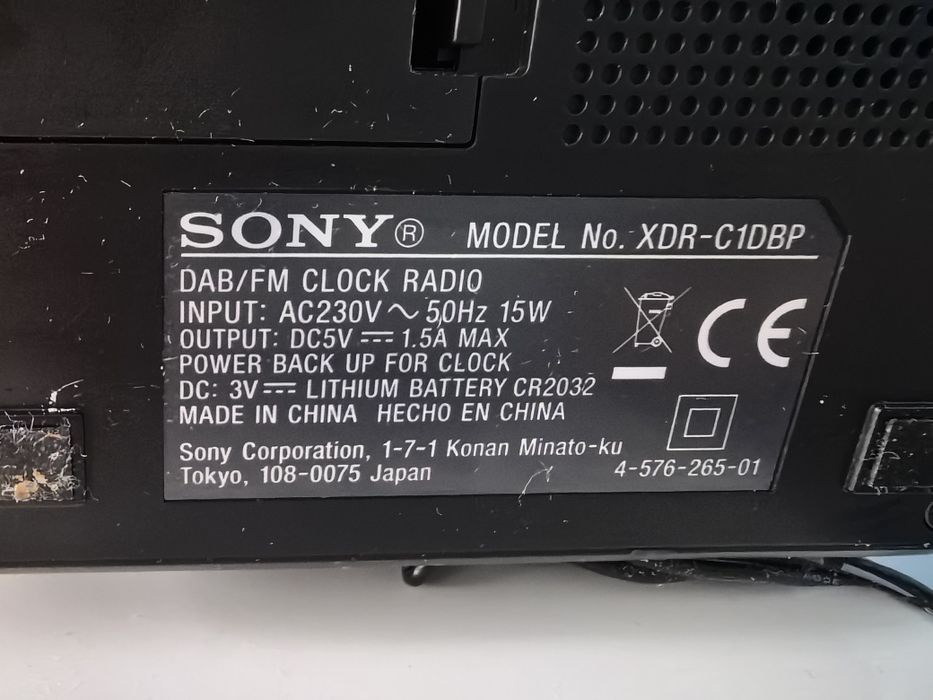 SONY® MODEL No. XDR-C1DBP
DAB/FM CLOCK RADIO
INPUT: AC230V ～ 50Hz 15W
OUTPUT: DC5V ⎓ 1.5A MAX
POWER BACK UP FOR CLOCK
DC: 3V ⎓ LITHIUM BATTERY CR2032
MADE IN CHINA HECHO EN CHINA
CE
Sony Corporation, 1-7-1 Konan Minato-ku
Tokyo, 108-0075 Japan
4-576-265-01